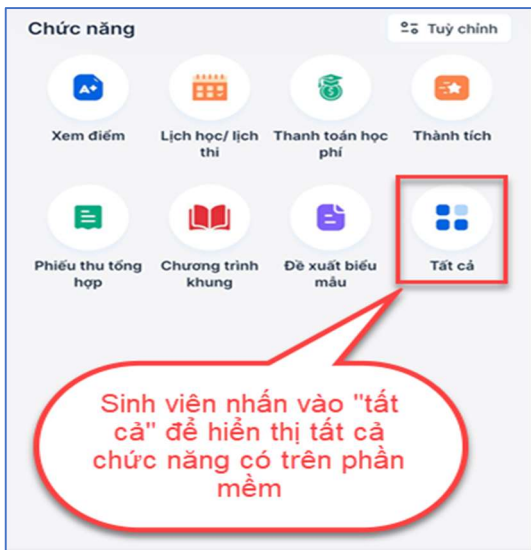 Chức năng
Tuỳ chỉnh
Xem điểm
Lịch học/ lịch
thi
Thanh toán học
phí
Thành tích
Phiếu thu tổng
hợp
Chương trình
khung
Đề xuất biểu
mẫu
Tất cả
Sinh viên nhấn vào "tất
cả" để hiển thị tất cả
chức năng có trên phần
mềm